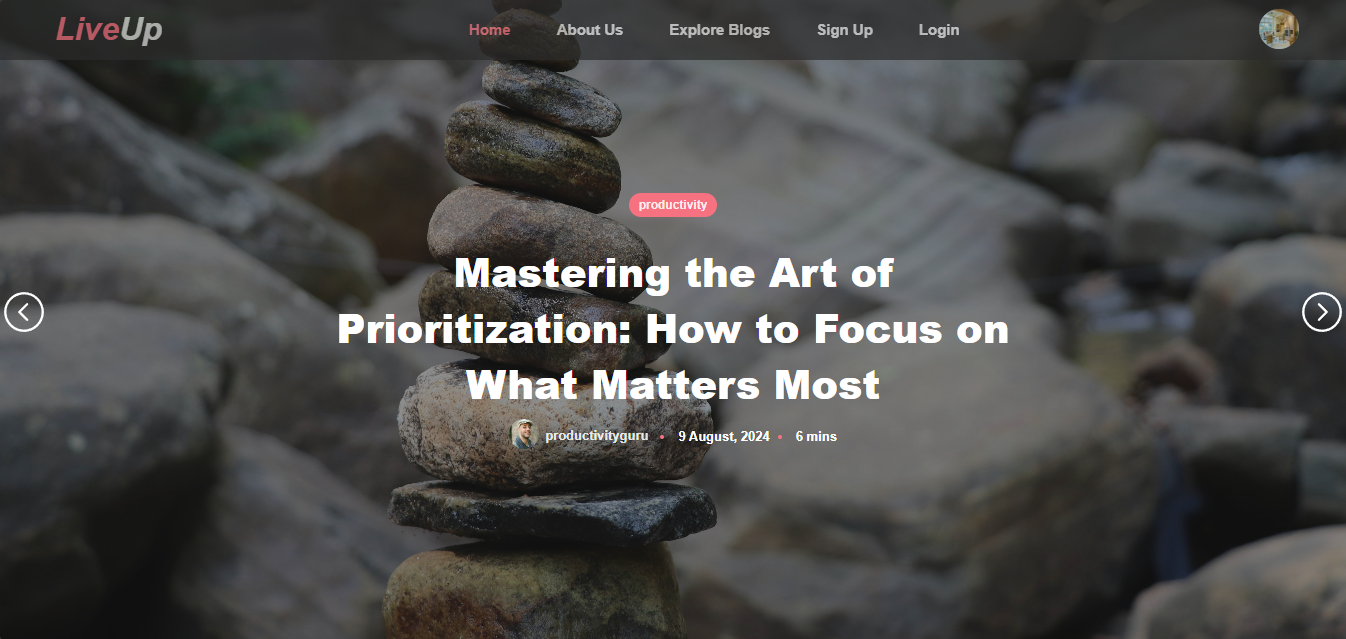 LiveUp
Home About Us Explore Blogs Sign Up Login
productivity
Mastering the Art of
Prioritization: How to Focus on
What Matters Most
productivityguru • 9 August, 2024 • 6 mins